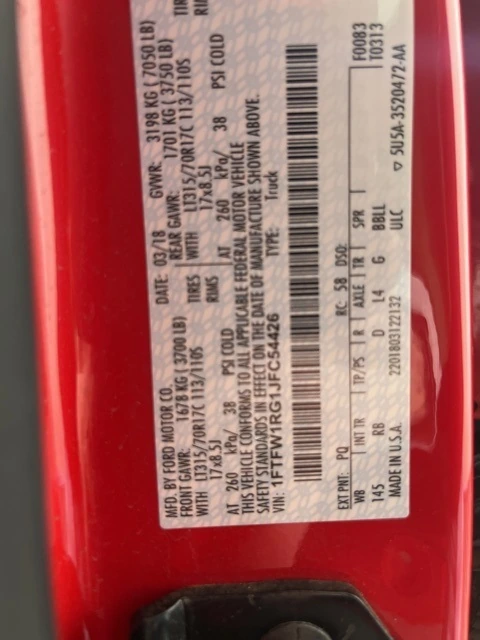 MFD. BY FORD MOTOR CO.
DATE: 03/18 GVWR: 3198 KG ( 7050 LB)
FRONT GAWR: 1678 KG ( 3700 LB) REAR GAWR: 1701 KG ( 3750 LB)
WITH LT315/70R17C 113/110S TIRES WITH LT315/70R17C 113/110S
17x8.5J RIMS 17x8.5J
AT 260 kPa/ 38 PSI COLD AT 260 kPa/ 38 PSI COLD
THIS VEHICLE CONFORMS TO ALL APPLICABLE FEDERAL MOTOR VEHICLE
SAFETY STANDARDS IN EFFECT ON THE DATE OF MANUFACTURE SHOWN ABOVE.
VIN: 1FTFW1RG1JFC54426 TYPE: Truck
EXT PNT: PQ RC: 58 DSO: F0083
WB INT TR TP/PS R AXLE TR SPR T0313
145 RB D L4 G BBLL
MADE IN U.S.A. 2201803122132 ULC 5U5A-3520472-AA